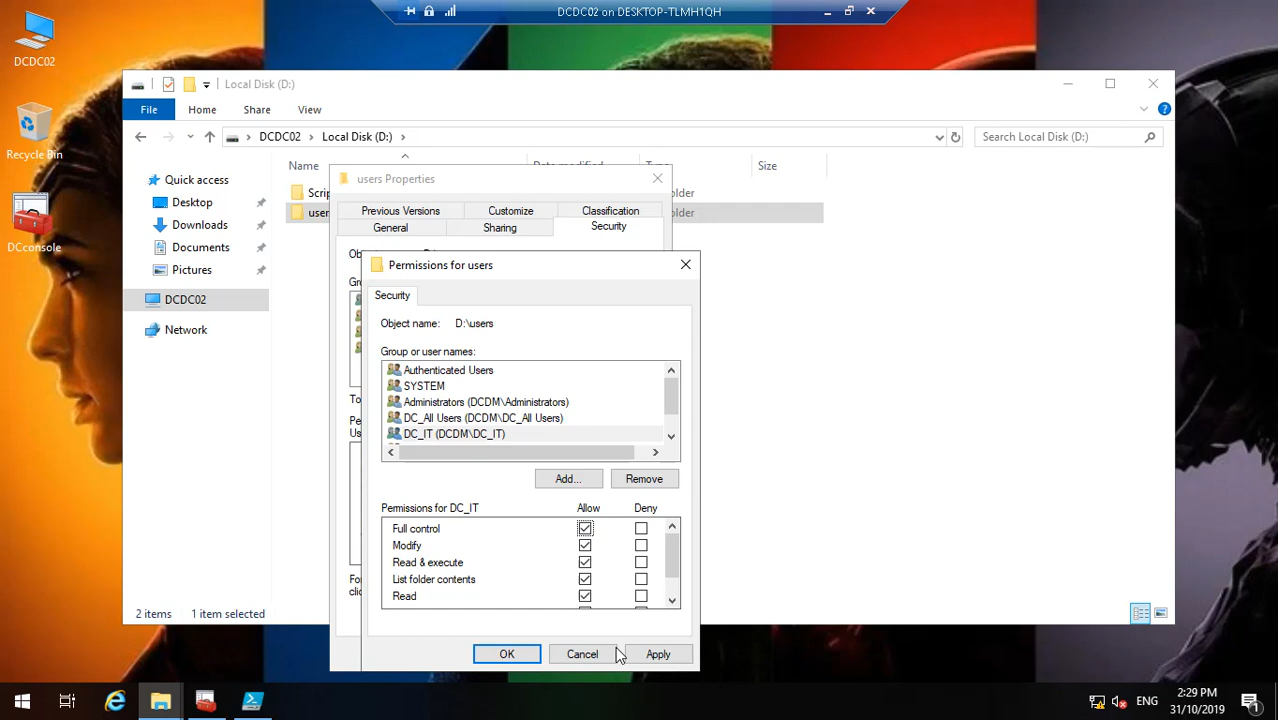 DCDC02 on DESKTOP-TLMH1QH
DCDC02
Recycle Bin
DCconsole
Local Disk (D:)
File
Home
Share
View
DCDC02
Local Disk (D:)
Search Local Disk (D:)
Name
Date modified
Type
Size
Quick access
Desktop
Downloads
Documents
Pictures
DCDC02
Network
users Properties
Previous Versions
Customize
Classification
General
Sharing
Security
Permissions for users
Security
Object name: D:\users
Group or user names:
Authenticated Users
SYSTEM
Administrators (DCDM\Administrators)
DC_All Users (DCDM\DC_All Users)
DC_IT (DCDM\DC_IT)
Add...
Remove
Permissions for DC_IT
Allow
Deny
Full control
Modify
Read & execute
List folder contents
Read
OK
Cancel
Apply
2 items
1 item selected
ENG
2:29 PM
31/10/2019
1